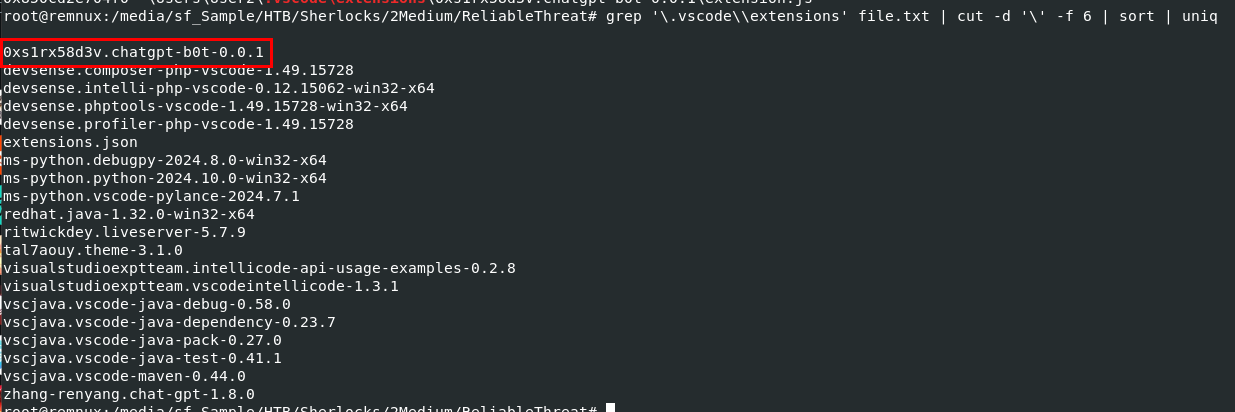 root@remnux:/media/sf_Sample/HTB/Sherlocks/2Medium/ReliableThreat# grep '\.vscode\\extensions' file.txt | cut -d '\' -f 6 | sort | uniq
0xs1rx58d3v.chatgpt-b0t-0.0.1
devsense.composer-php-vscode-1.49.15728
devsense.intelli-php-vscode-0.12.15062-win32-x64
devsense.phptools-vscode-1.49.15728-win32-x64
devsense.profiler-php-vscode-1.49.15728
extensions.json
ms-python.debugpy-2024.8.0-win32-x64
ms-python.python-2024.10.0-win32-x64
ms-python.vscode-pylance-2024.7.1
redhat.java-1.32.0-win32-x64
ritwickdey.liveserver-5.7.9
tal7aouy.theme-3.1.0
visualstudioexptteam.intellicode-api-usage-examples-0.2.8
visualstudioexptteam.vscodeintellicode-1.3.1
vscjava.vscode-java-debug-0.58.0
vscjava.vscode-java-dependency-0.23.7
vscjava.vscode-java-pack-0.27.0
vscjava.vscode-java-test-0.41.1
vscjava.vscode-maven-0.44.0
zhang-renyang.chat-gpt-1.8.0
root@remnux:/media/sf_Sample/HTB/Sherlocks/2Medium/ReliableThreat#